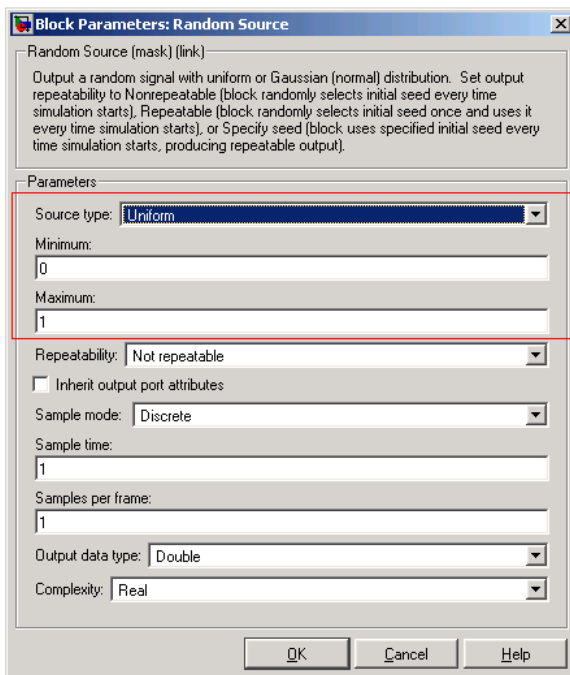 Block Parameters: Random Source
Random Source (mask) (link)
Output a random signal with uniform or Gaussian (normal) distribution. Set output
repeatability to Nonrepeatable (block randomly selects initial seed every time
simulation starts), Repeatable (block randomly selects initial seed once and uses it
every time simulation starts), or Specify seed (block uses specified initial seed every
time simulation starts, producing repeatable output).
Parameters
Source type: Uniform
Minimum:
0
Maximum:
1
Repeatability: Not repeatable
Inherit output port attributes
Sample mode: Discrete
Sample time:
1
Samples per frame:
1
Output data type: Double
Complexity: Real
OK Cancel Help